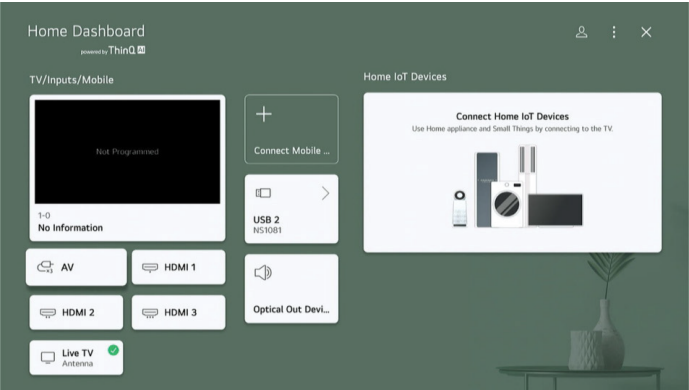 Home Dashboard
powered by ThinQ AI
TV/Inputs/Mobile
Not Programmed
1-0
No Information
AV
HDMI 1
HDMI 2
HDMI 3
Live TV
Antenna
Connect Mobile ...
USB 2
NS1081
Optical Out Devi...
Home IoT Devices
Connect Home IoT Devices
Use Home appliance and Small Things by connecting to the TV.